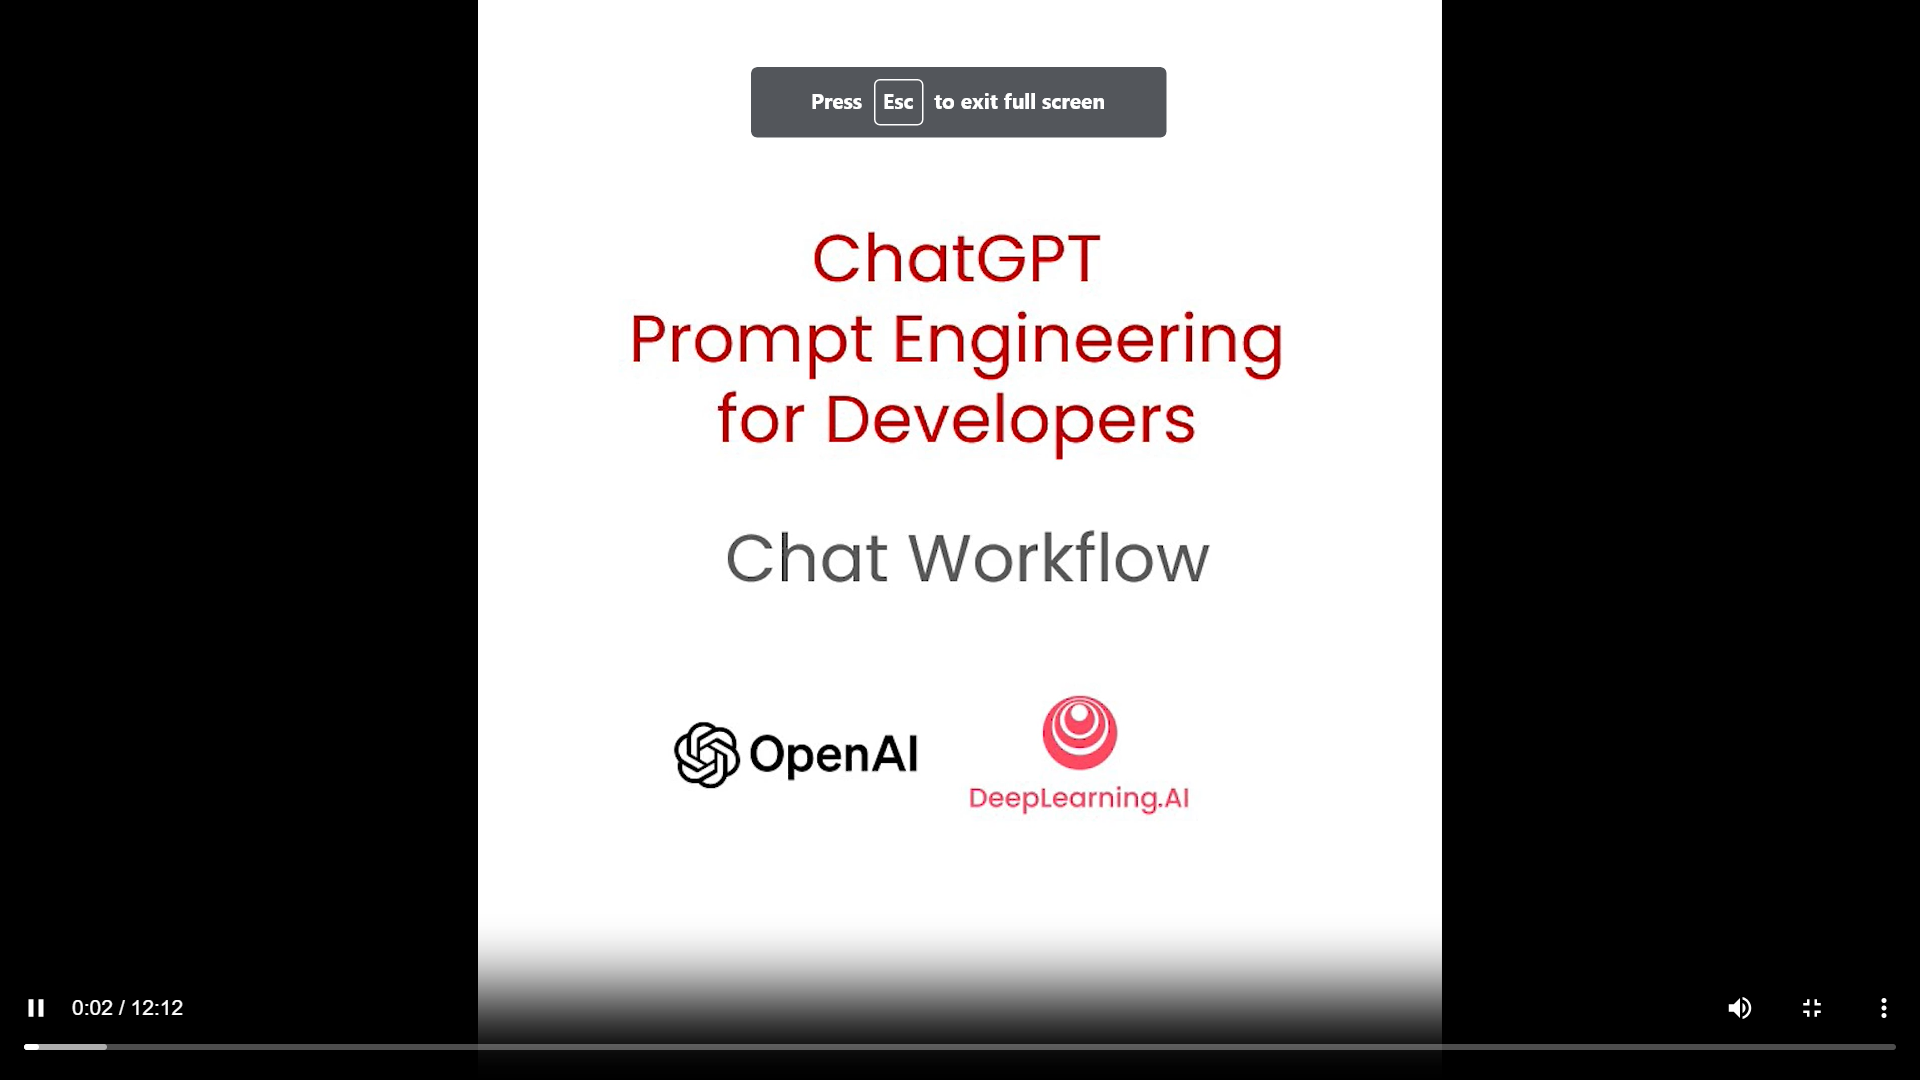 Press Esc to exit full screen
ChatGPT
Prompt Engineering
for Developers
Chat Workflow
OpenAI
DeepLearning.AI
0:02 / 12:12